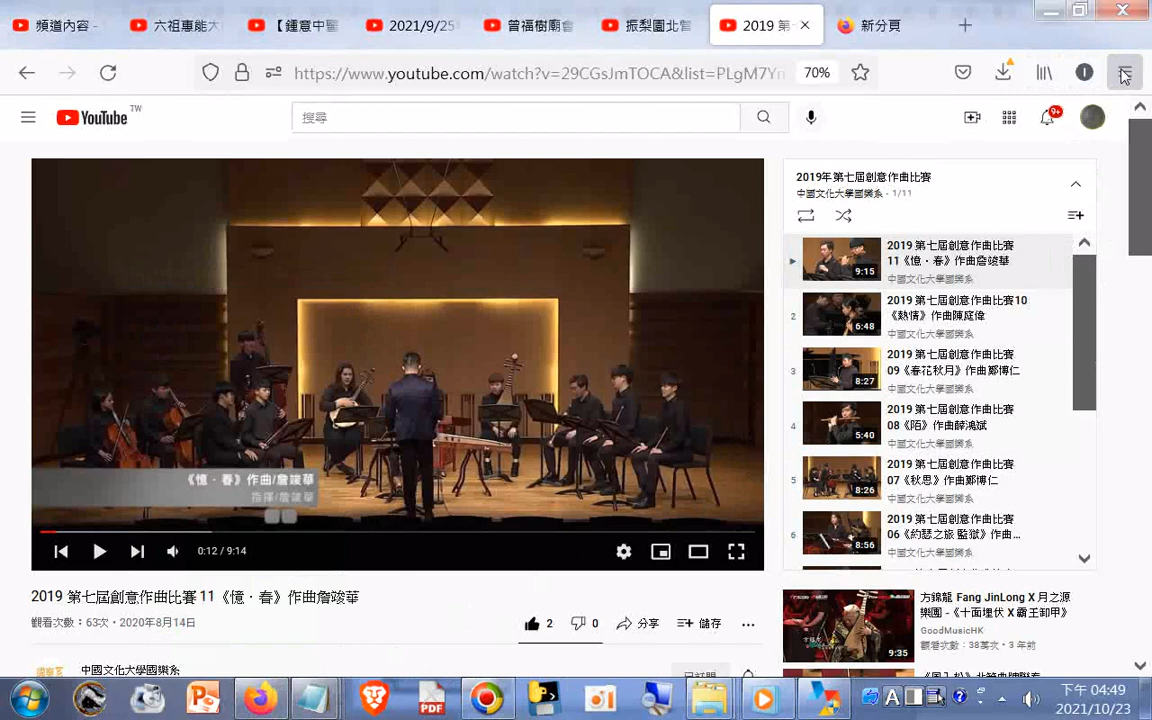 頻道內容 -
六祖惠能大
【鍾意中醫
2021/9/25
曾福樹廟會
振梨園北管
2019 第一
新分頁
https://www.youtube.com/watch?v=29CGsJmTOCA&list=PLgM7Yn
70%
YouTube TW
搜尋
9+
2019年第七屆創意作曲比賽
中國文化大學國樂系 - 1/11
2019 第七屆創意作曲比賽
11《憶．春》作曲詹竣華
中國文化大學國樂系
9:15
2
2019 第七屆創意作曲比賽10
《熱情》作曲陳庭偉
中國文化大學國樂系
6:48
3
2019 第七屆創意作曲比賽
09《春花秋月》作曲鄭博仁
中國文化大學國樂系
8:27
4
2019 第七屆創意作曲比賽
08《陌》作曲薛鴻斌
中國文化大學國樂系
5:40
5
2019 第七屆創意作曲比賽
07《秋思》作曲鄭博仁
中國文化大學國樂系
8:26
6
2019 第七屆創意作曲比賽
06《約瑟之旅 監獄》作曲...
中國文化大學國樂系
8:56
《憶．春》作曲/詹竣華
指揮/詹竣華
0:12 / 9:14
2019 第七屆創意作曲比賽 11《憶．春》作曲詹竣華
觀看次數：63次・2020年8月14日
2
0
分享
儲存
中國文化大學國樂系
已訂閱
方錦龍 Fang JinLong X 月之源
樂團 -《十面埋伏 X 霸王卸甲》
GoodMusicHK
觀看次數：38萬次・3 年前
9:35
PDF
下午 04:49
2021/10/23